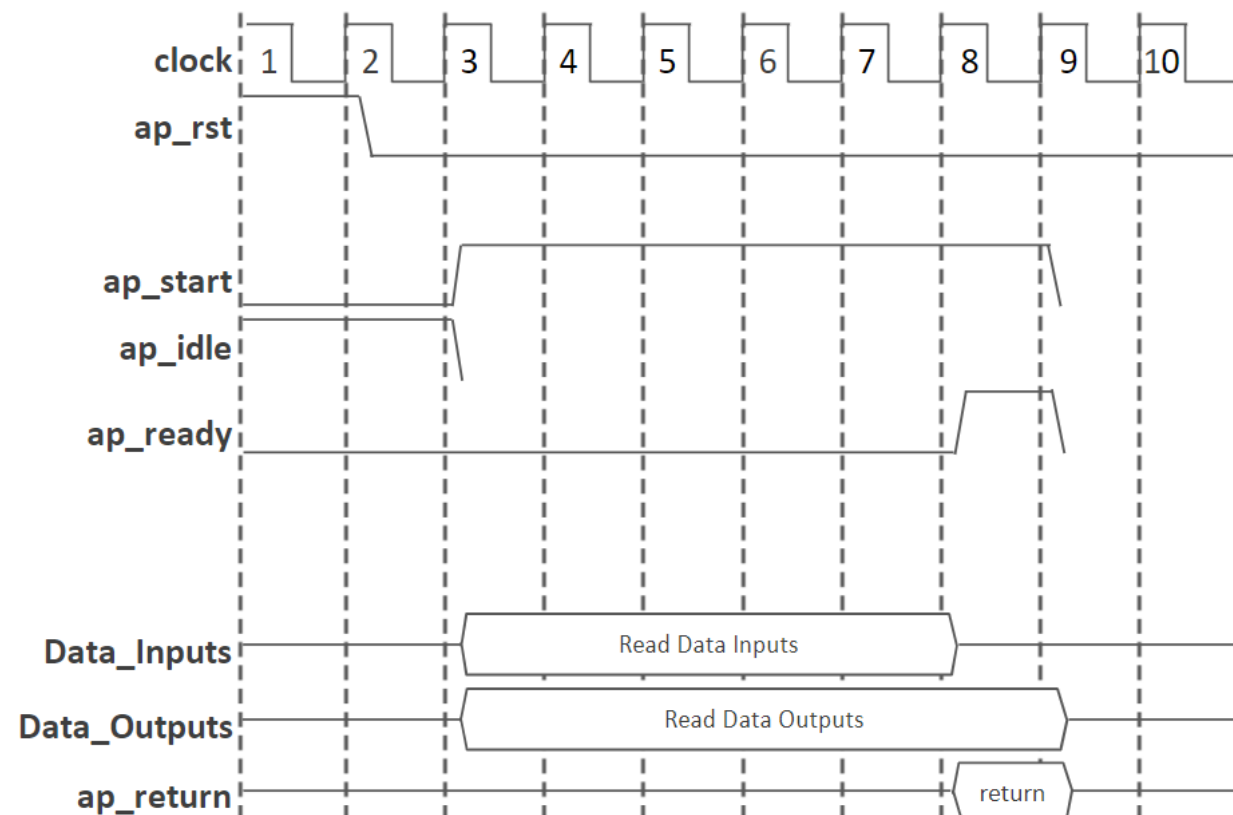 clock 1 2 3 4 5 6 7 8 9 10
ap_rst
ap_start
ap_idle
ap_ready
Data_Inputs Read Data Inputs
Data_Outputs Read Data Outputs
ap_return return